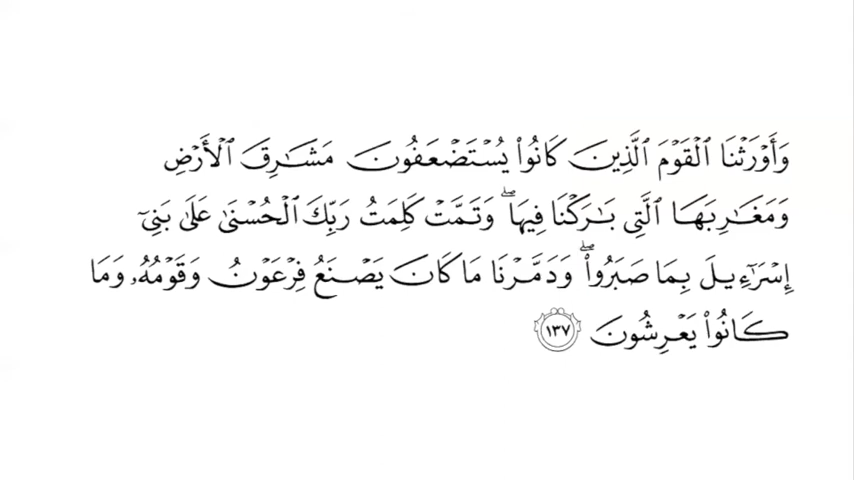 وَأَوْرَثْنَا ٱلْقَوْمَ ٱلَّذِينَ كَانُوا۟ يُسْتَضْعَفُونَ مَشَـٰرِقَ ٱلْأَرْضِ
وَمَغَـٰرِبَهَا ٱلَّتِى بَـٰرَكْنَا فِيهَا ۖ وَتَمَّتْ كَلِمَتُ رَبِّكَ ٱلْحُسْنَىٰ عَلَىٰ بَنِىٓ
إِسْرَٰٓءِيلَ بِمَا صَبَرُوا۟ ۖ وَدَمَّرْنَا مَا كَانَ يَصْنَعُ فِرْعَوْنُ وَقَوْمُهُۥ وَمَا
كَانُوا۟ يَعْرِشُونَ ١٣٧